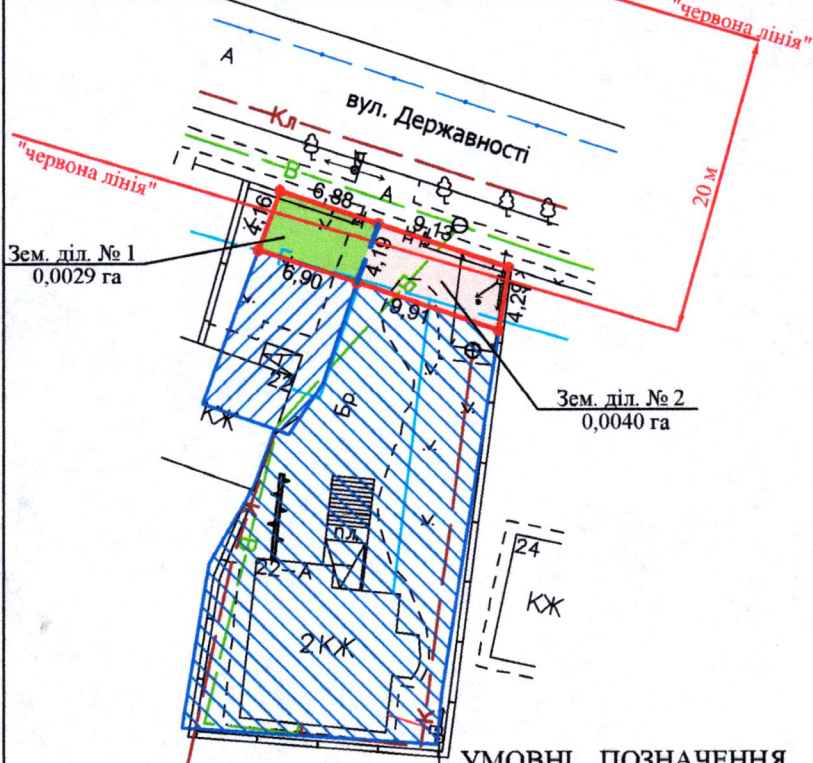 "червона лінія"
А
вул. Державності
Кл
"червона лінія"
В
А
20 м
6,88
9,13
4,16
4,19
4,29
6,90
9,91
Г
В
Зем. діл. № 1
0,0029 га
Зем. діл. № 2
0,0040 га
22
КЖ
Бр
К
В
пл.
22-А
24
КЖ
2КЖ
К
УМОВНІ ПОЗНАЧЕННЯ